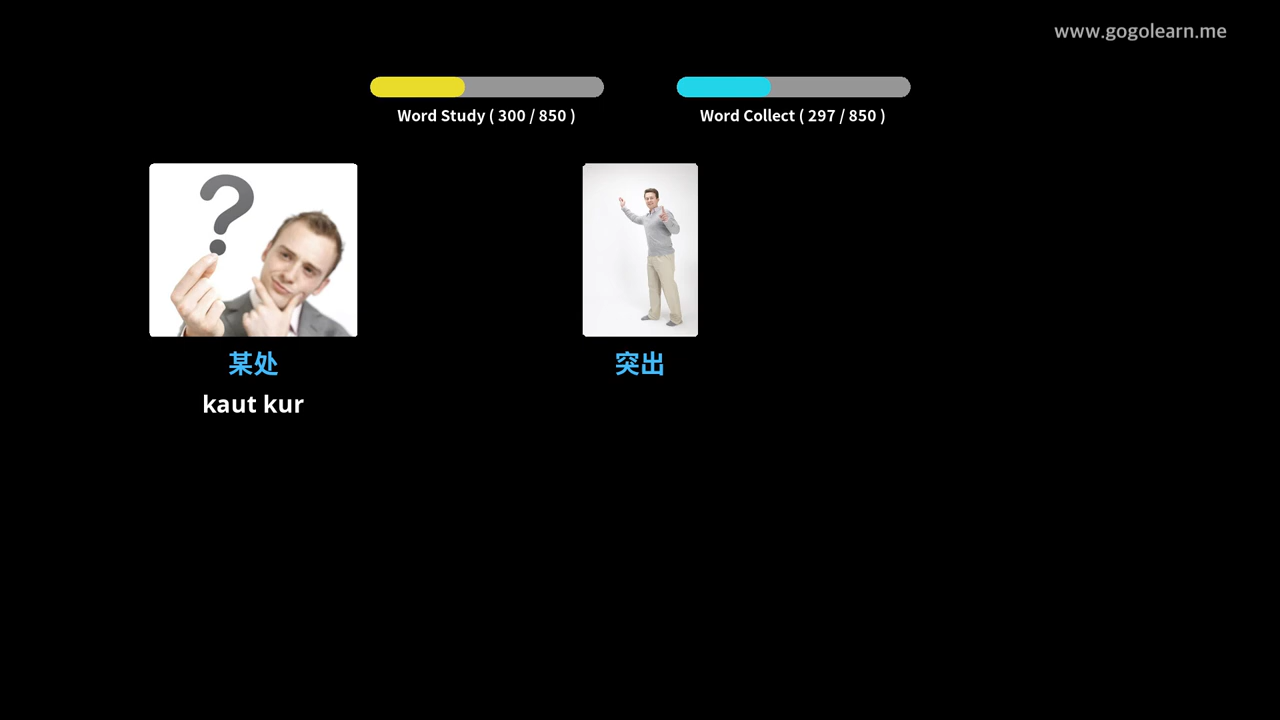 www.gogolearn.me
Word Study ( 300 / 850 )
Word Collect ( 297 / 850 )
某处
突出
kaut kur